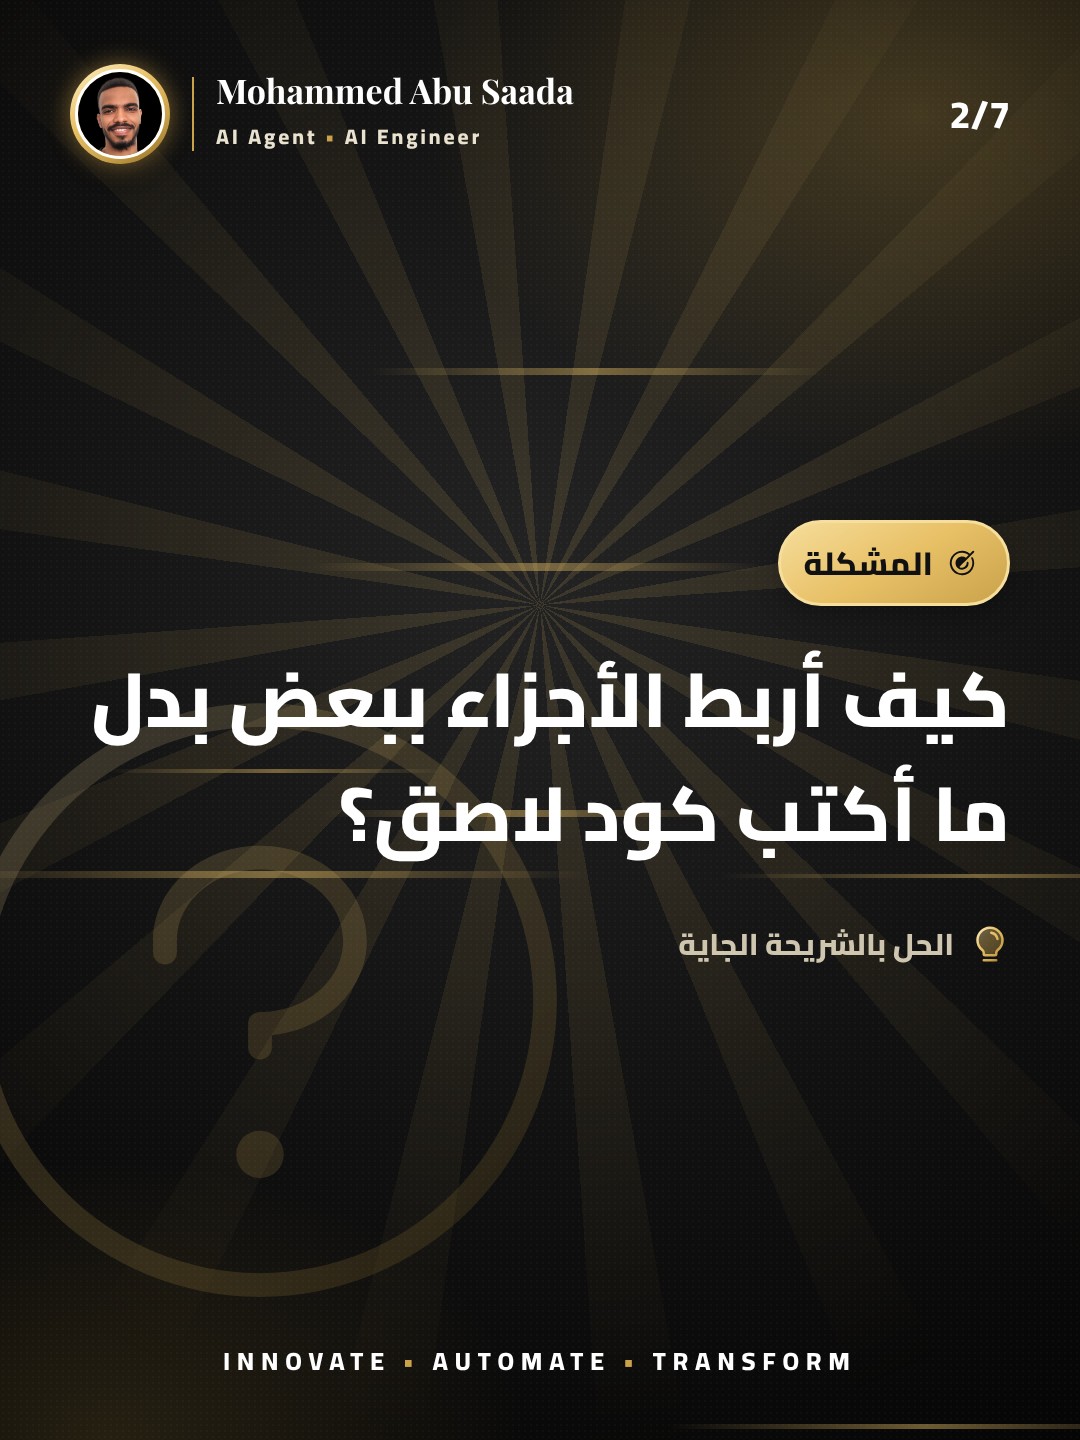 Mohammed Abu Saada
AI Agent ▪ AI Engineer
2/7
المشكلة
كيف أربط الأجزاء ببعض بدل
ما أكتب كود لاصق؟
الحل بالشريحة الجاية
INNOVATE ▪ AUTOMATE ▪ TRANSFORM